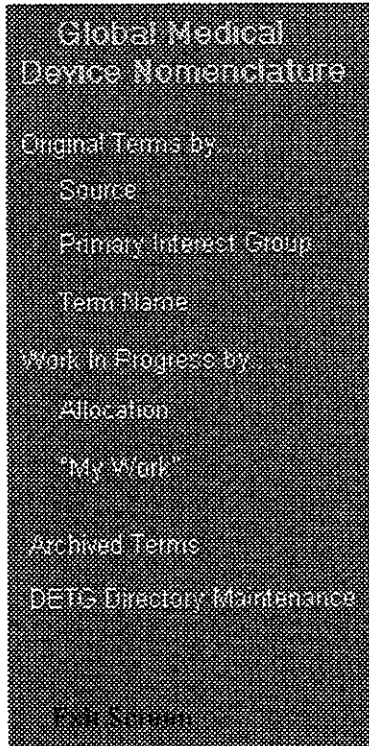 Global Medical
Device Nomenclature
Original Terms by...
Source
Primary Interest Group
Term Name
Work In Progress by...
Allocation
"My Work"
Archived Terms
DETG Directory Maintenance
Exit Screen